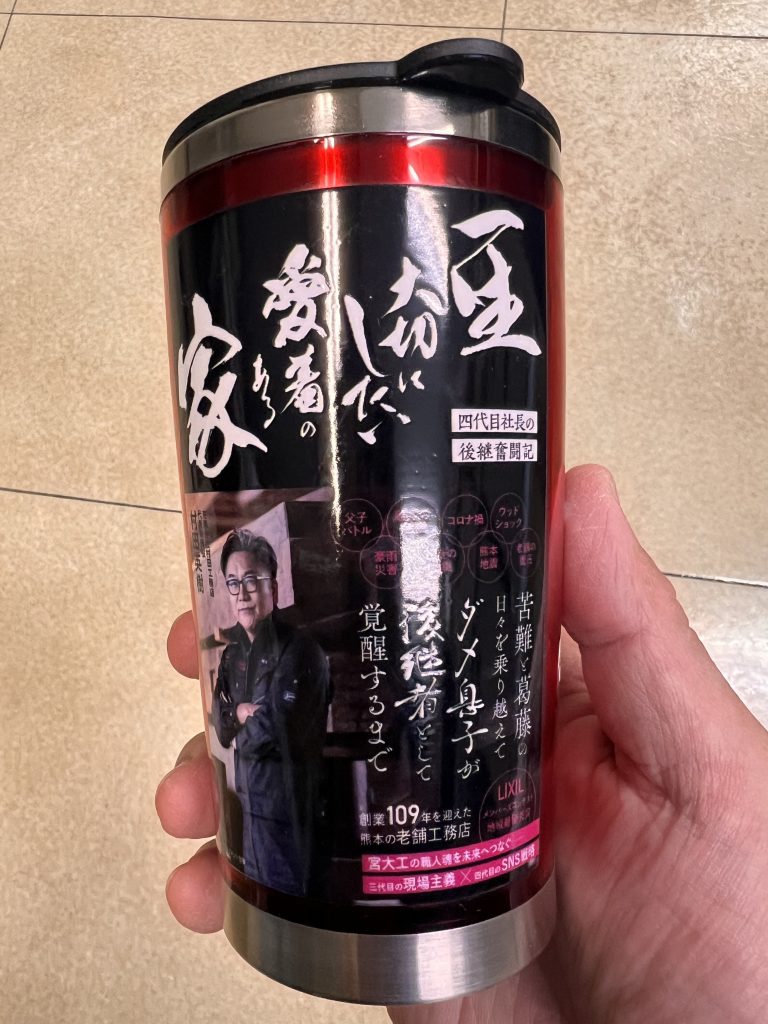 一生
大切に
したい
愛着の
ある
家
四代目社長の
後継奮闘記
父子
バトル
コロナ禍
ウッド
ショック
豪雨
災害
熊本
地震
苦難と葛藤の
日々を乗り越えて
ダメ息子が
後継者として
覚醒するまで
LIXIL
創業109年を迎えた
熊本の老舗工務店
宮大工の職人魂を未来へつなぐ
三代目の現場主義×四代目のSNS戦略